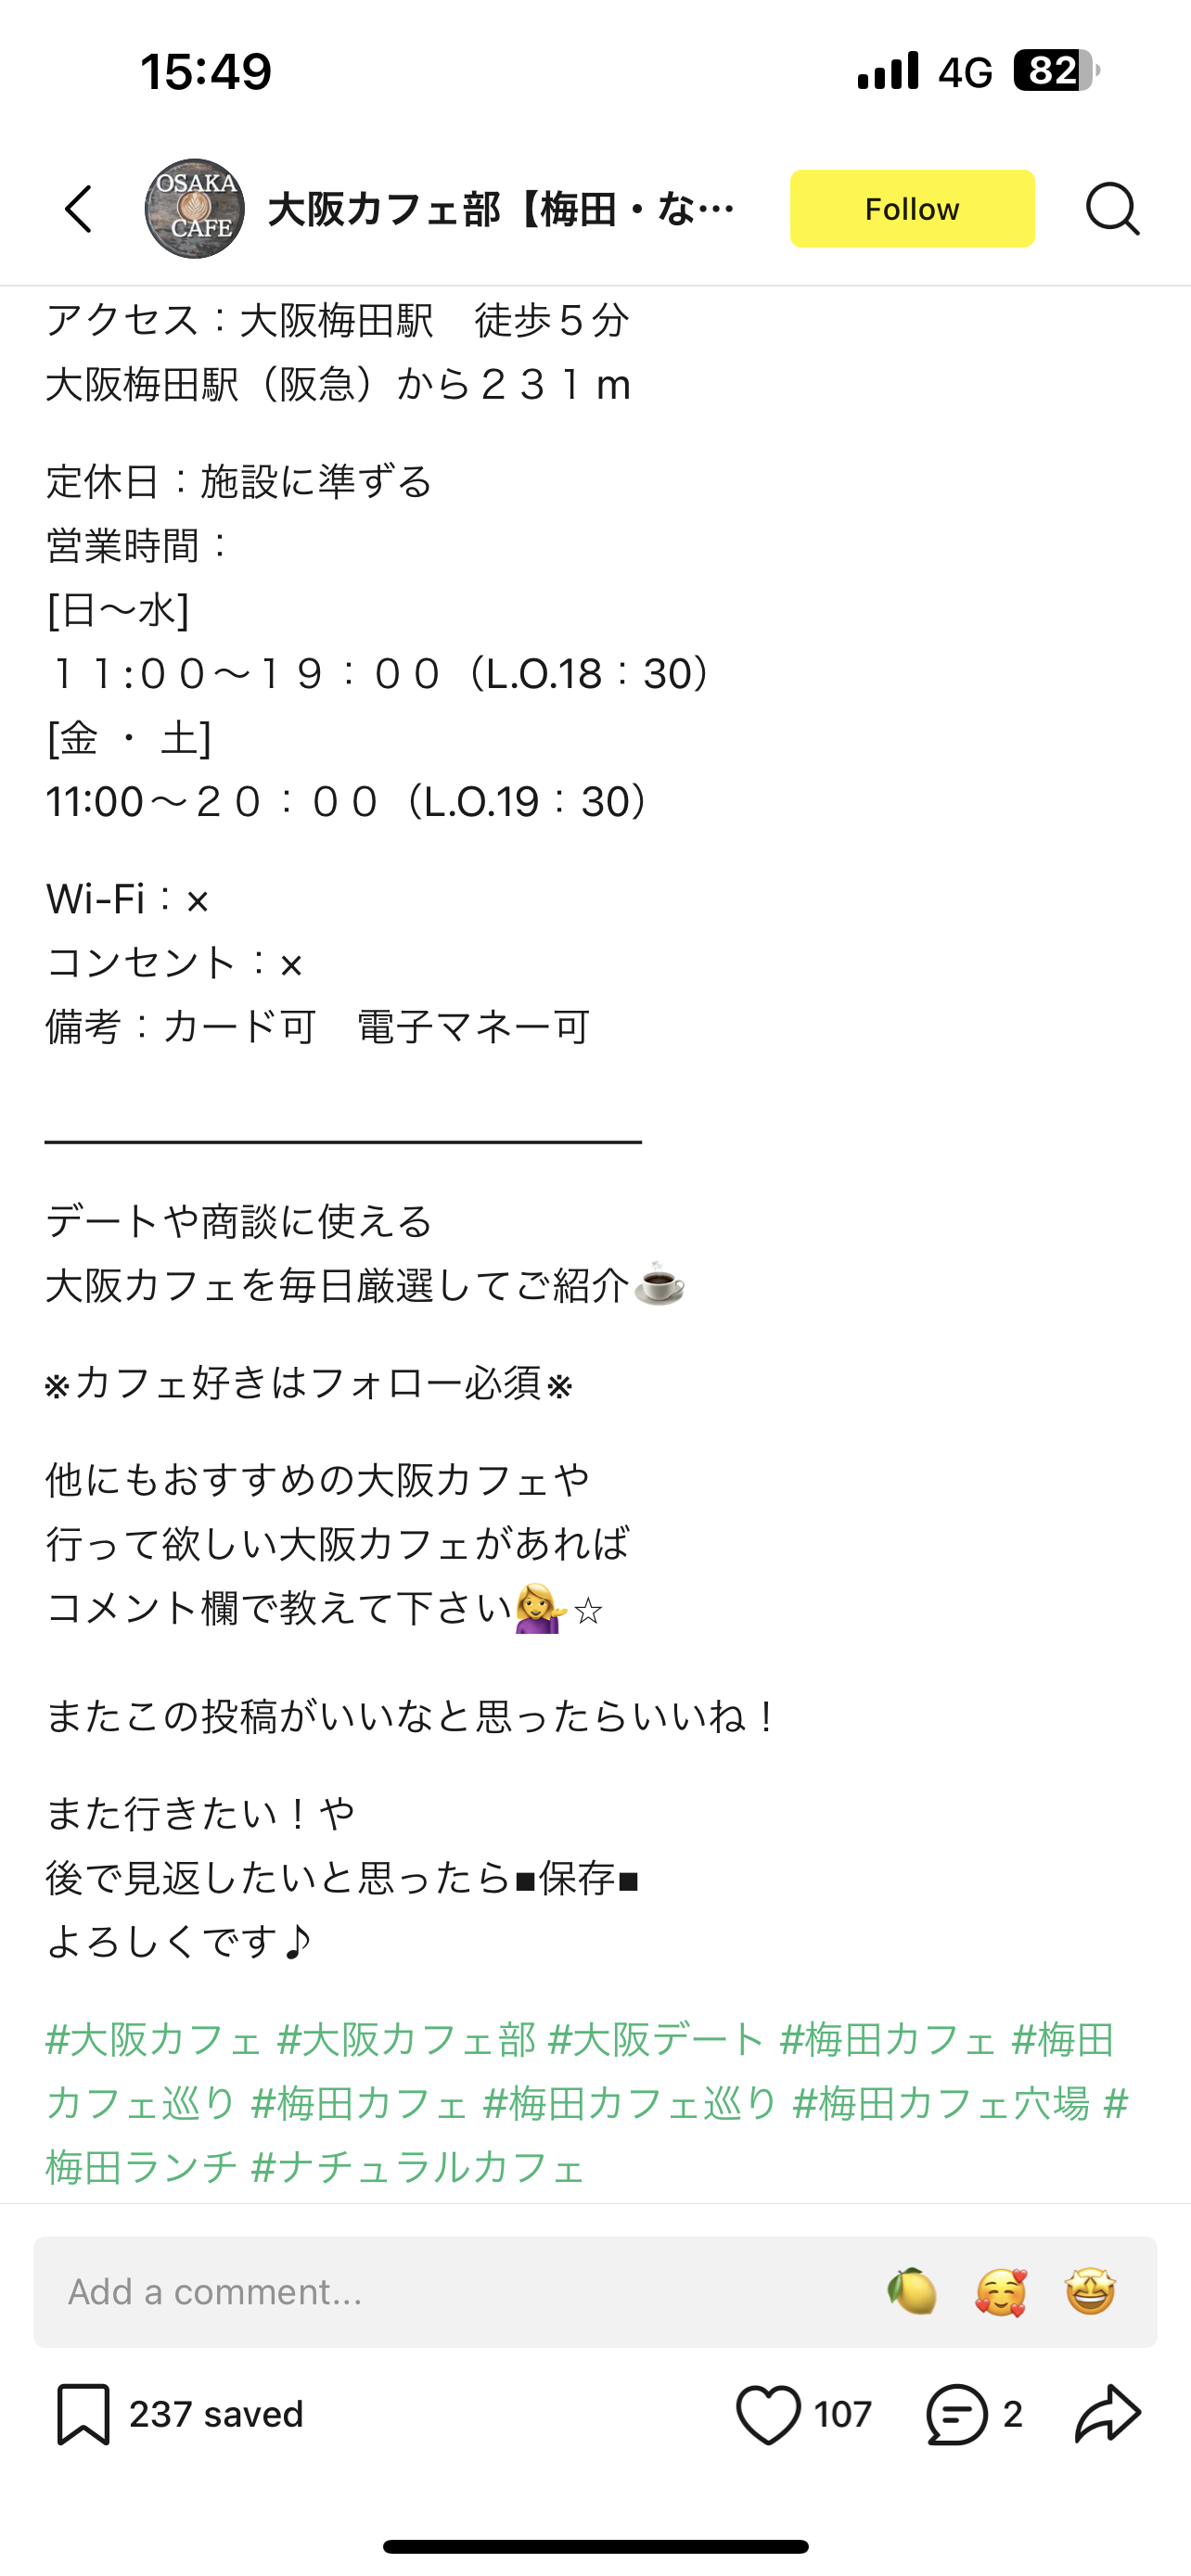 15:49
4G 82
OSAKA
CAFE
大阪カフェ部【梅田・な…
Follow
アクセス：大阪梅田駅　徒歩５分
大阪梅田駅（阪急）から２３１m
定休日：施設に準ずる
営業時間：
[日〜水]
１１:００〜１９：００（L.O.18：30）
[金 ・ 土]
11:00〜２０：００（L.O.19：30）
Wi-Fi：×
コンセント：×
備考：カード可　電子マネー可
デートや商談に使える
大阪カフェを毎日厳選してご紹介☕️
※カフェ好きはフォロー必須※
他にもおすすめの大阪カフェや
行って欲しい大阪カフェがあれば
コメント欄で教えて下さい💁‍♀️☆
またこの投稿がいいなと思ったらいいね！
また行きたい！や
後で見返したいと思ったら■保存■
よろしくです♪
#大阪カフェ #大阪カフェ部 #大阪デート #梅田カフェ #梅田
カフェ巡り #梅田カフェ #梅田カフェ巡り #梅田カフェ穴場 #
梅田ランチ #ナチュラルカフェ
Add a comment... 🍋 🥰 🤩
237 saved 107 2